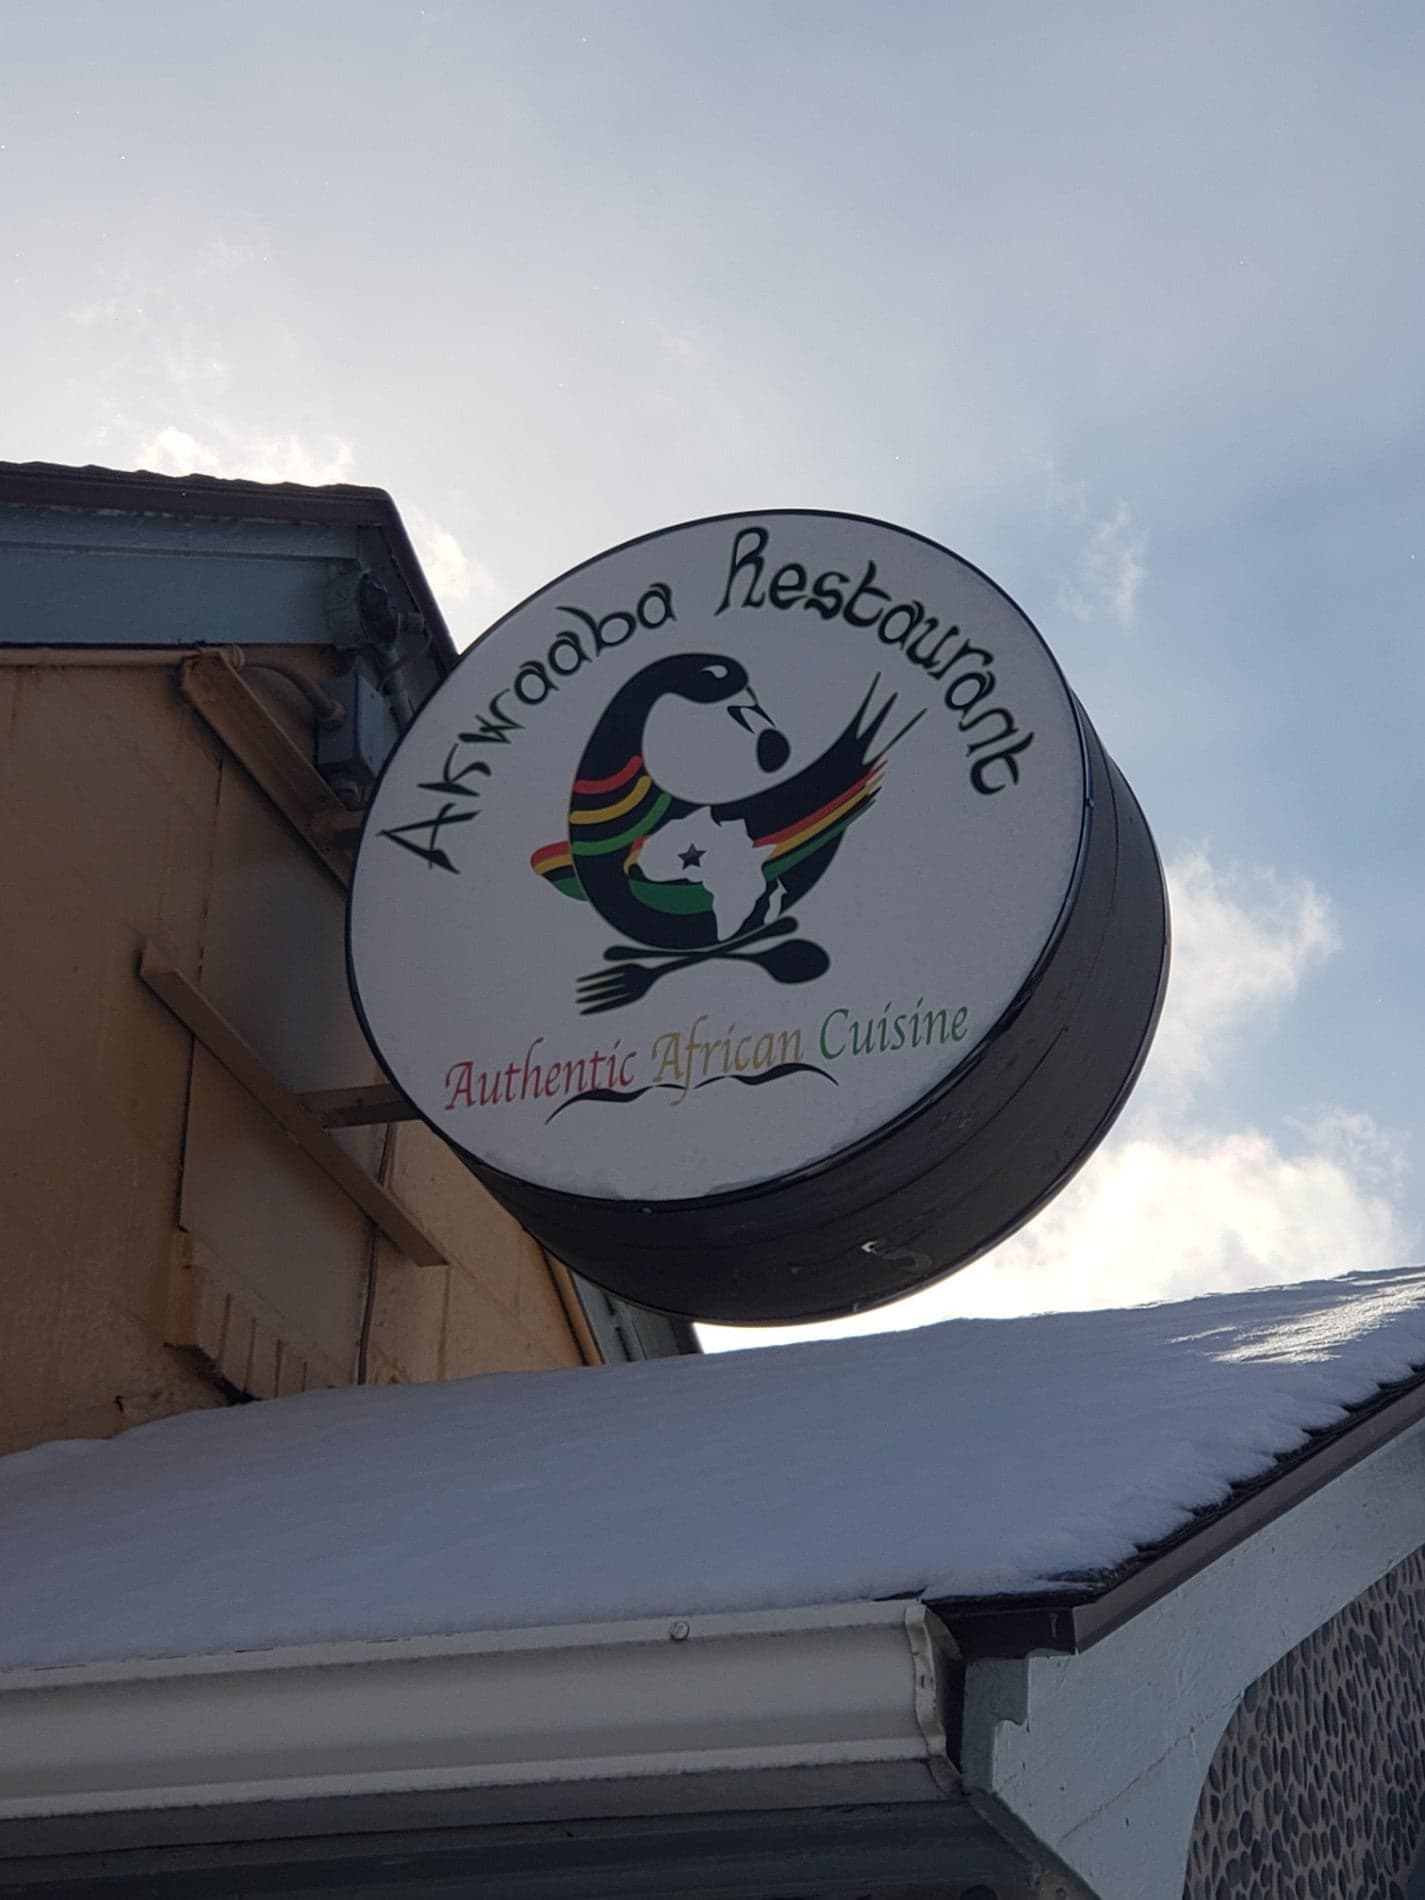 Akwaaba Restaurant
Authentic African Cuisine